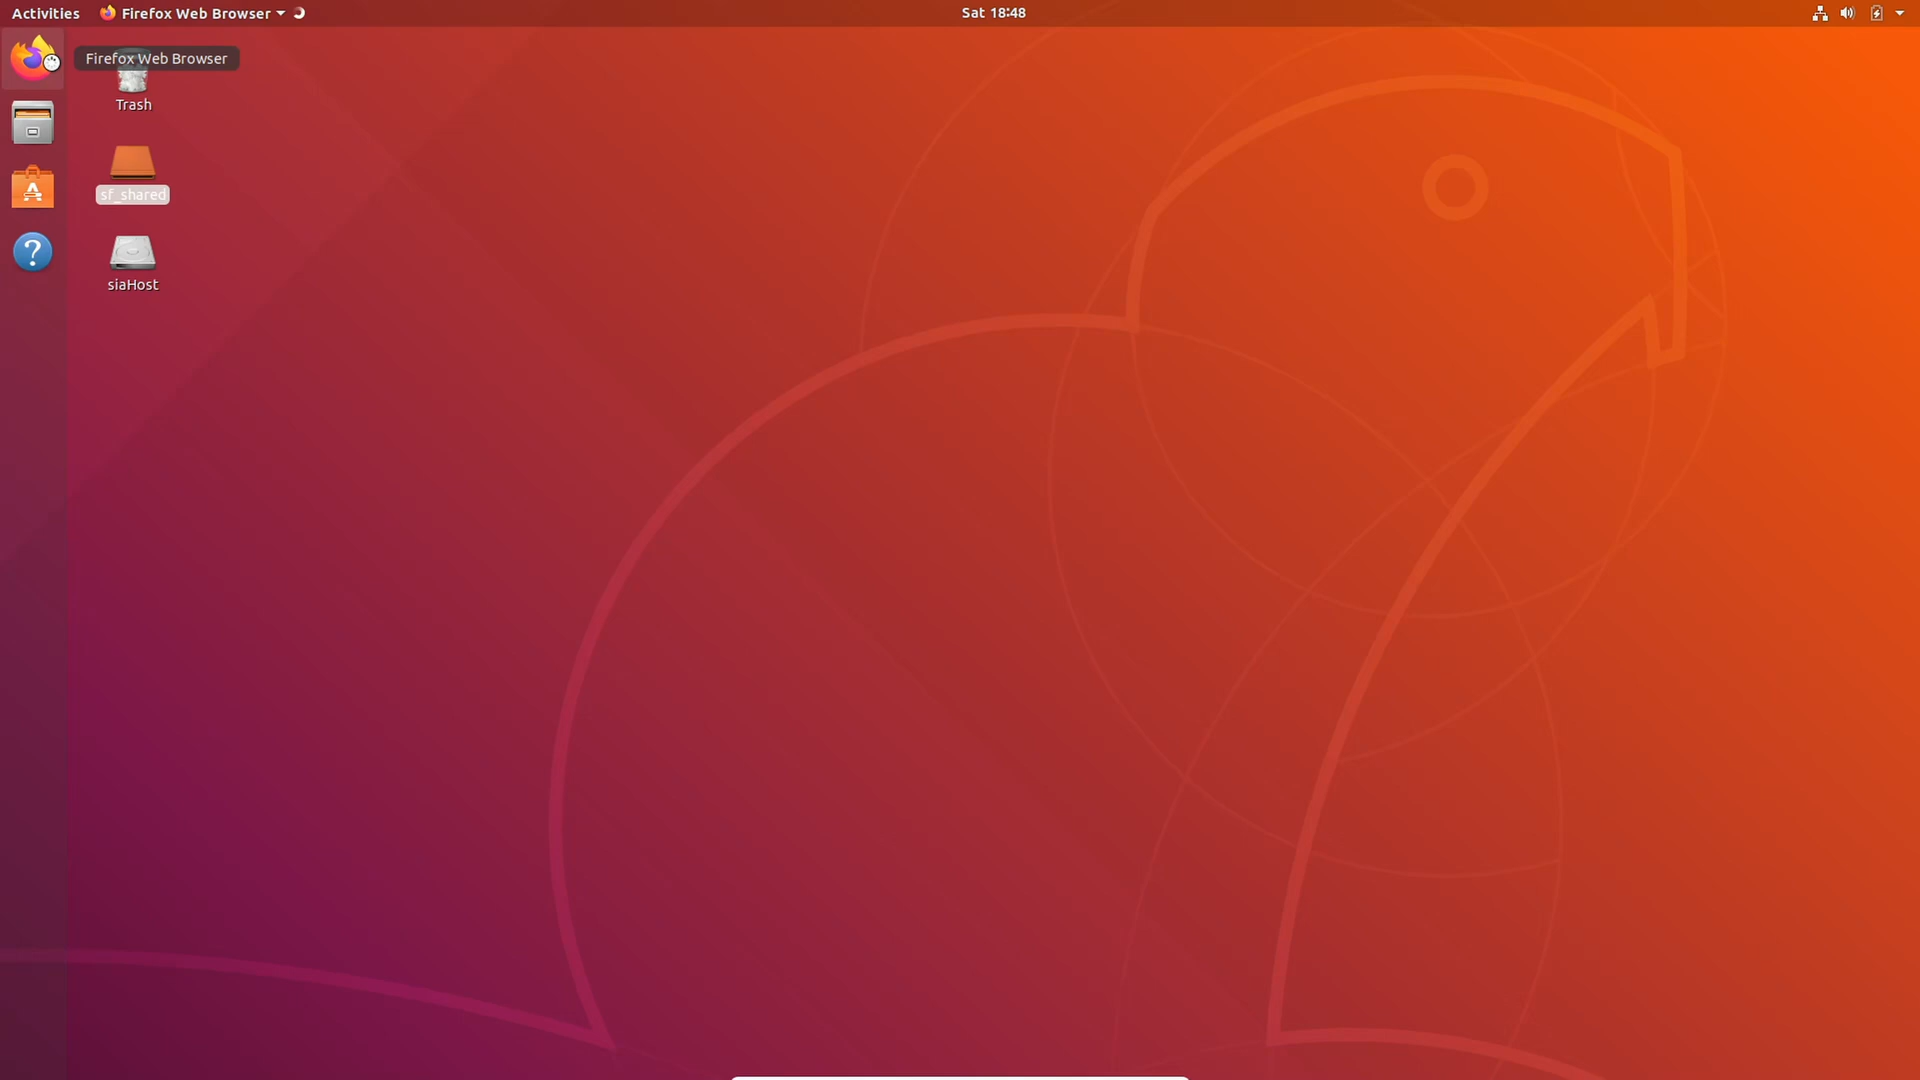 Activities
Firefox Web Browser
Sat 18:48
Firefox Web Browser
Trash
sf_shared
siaHost